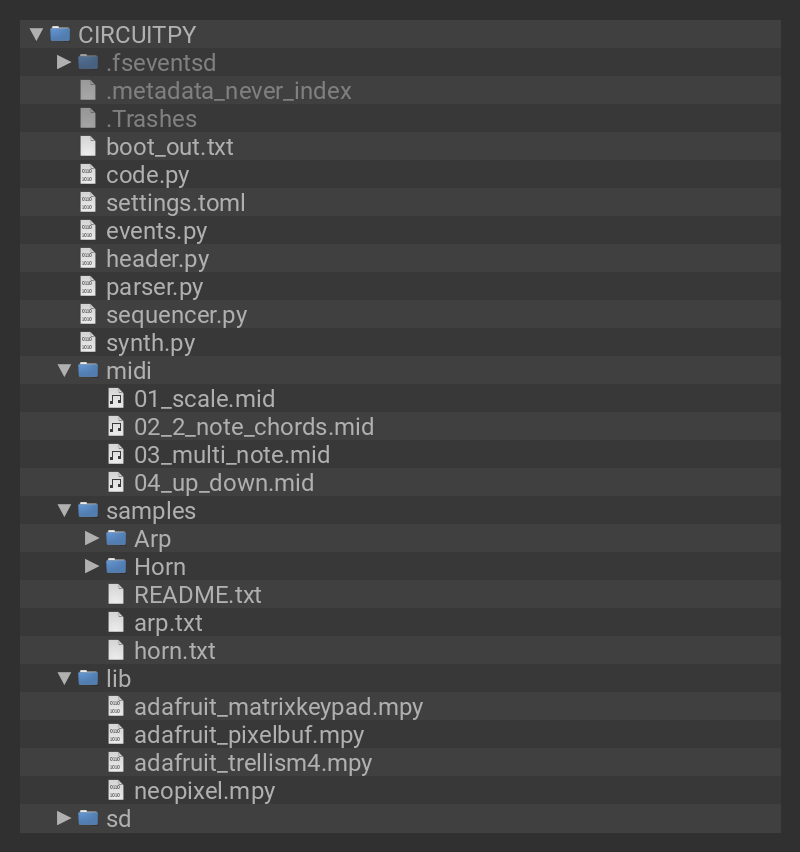 CIRCUITPY
.fseventsd
.metadata_never_index
.Trashes
boot_out.txt
code.py
settings.toml
events.py
header.py
parser.py
sequencer.py
synth.py
midi
01_scale.mid
02_2_note_chords.mid
03_multi_note.mid
04_up_down.mid
samples
Arp
Horn
README.txt
arp.txt
horn.txt
lib
adafruit_matrixkeypad.mpy
adafruit_pixelbuf.mpy
adafruit_trellism4.mpy
neopixel.mpy
sd